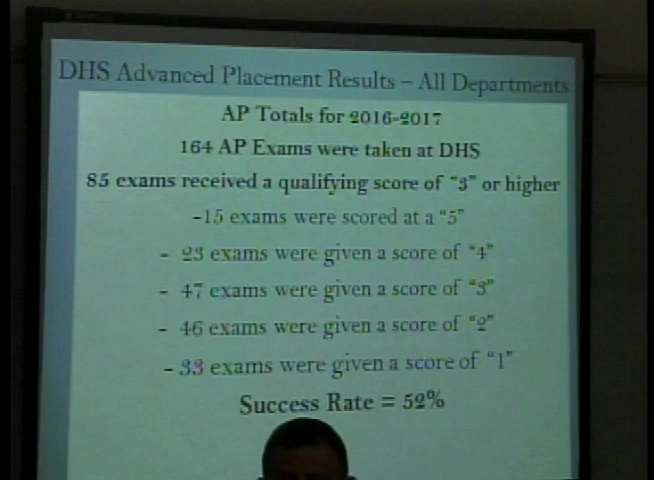 DHS Advanced Placement Results – All Departments
AP Totals for 2016-2017
164 AP Exams were taken at DHS
85 exams received a qualifying score of "3" or higher
-15 exams were scored at a "5"
- 23 exams were given a score of "4"
- 47 exams were given a score of "3"
- 46 exams were given a score of "2"
- 33 exams were given a score of "1"
Success Rate = 52%